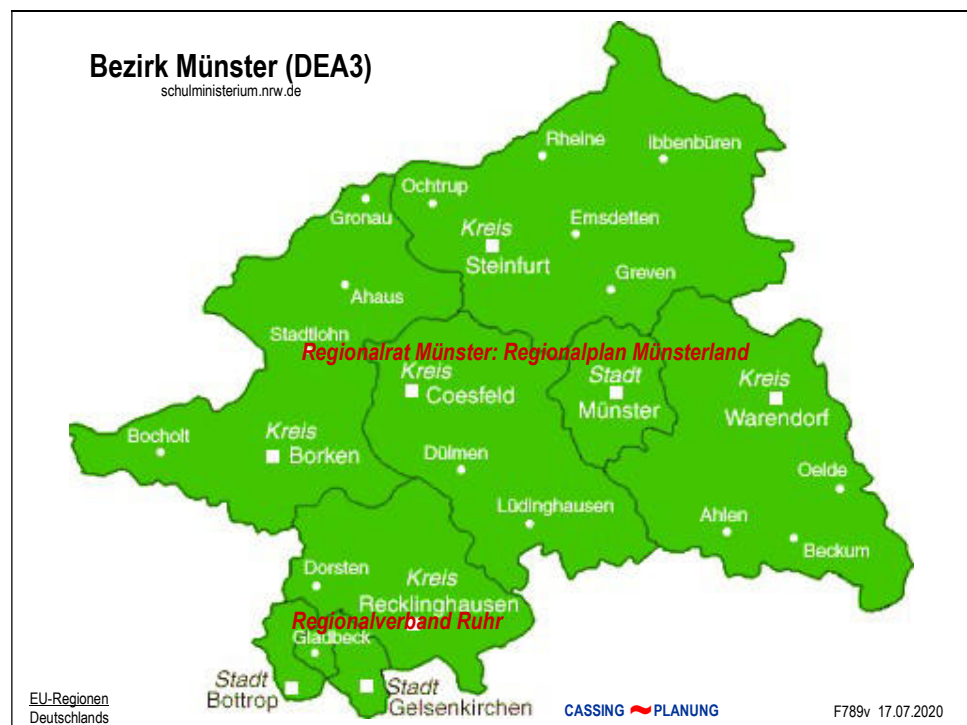 Bezirk Münster (DEA3)
schulministerium.nrw.de
Rheine
Ibbenbüren
Ochtrup
Gronau
Emsdetten
Kreis
Steinfurt
Greven
Ahaus
Stadtlohn
Regionalrat Münster: Regionalplan Münsterland
Kreis
Coesfeld
Stadt
Münster
Kreis
Warendorf
Bocholt
Kreis
Borken
Dülmen
Oelde
Lüdinghausen
Ahlen
Beckum
Dorsten
Kreis
Recklinghausen
Regionalverband Ruhr
Gladbeck
Stadt
Bottrop
Stadt
Gelsenkirchen
EU-Regionen
Deutschlands
CASSING PLANUNG
F789v 17.07.2020